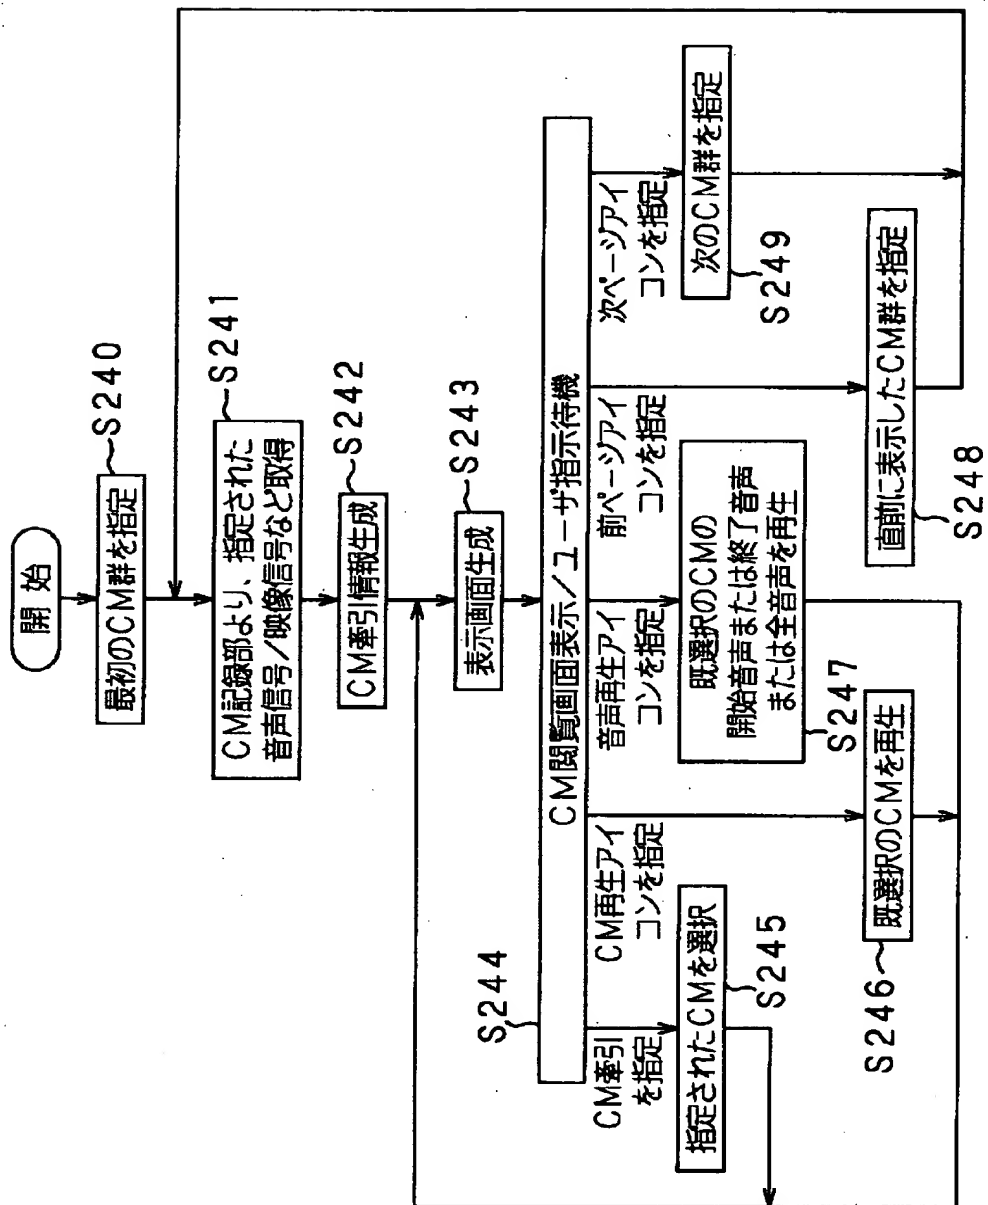 開始
最初のCM群を指定
S240
CM記録部より、指定された
音声信号/映像信号など取得
S241
CM牽引情報生成
S242
表示画面生成
S243
CM閲覧画面表示/ユーザ指示待機
S244
CM牽引
を指定
指定されたCMを選択
S245
CM再生アイ
コンを指定
既選択のCMを再生
S246
音声再生アイ
コンを指定
既選択のCMの
開始音声または終了音声
または全音声を再生
S247
前ページアイ
コンを指定
直前に表示したCM群を指定
S248
次ページアイ
コンを指定
次のCM群を指定
S249